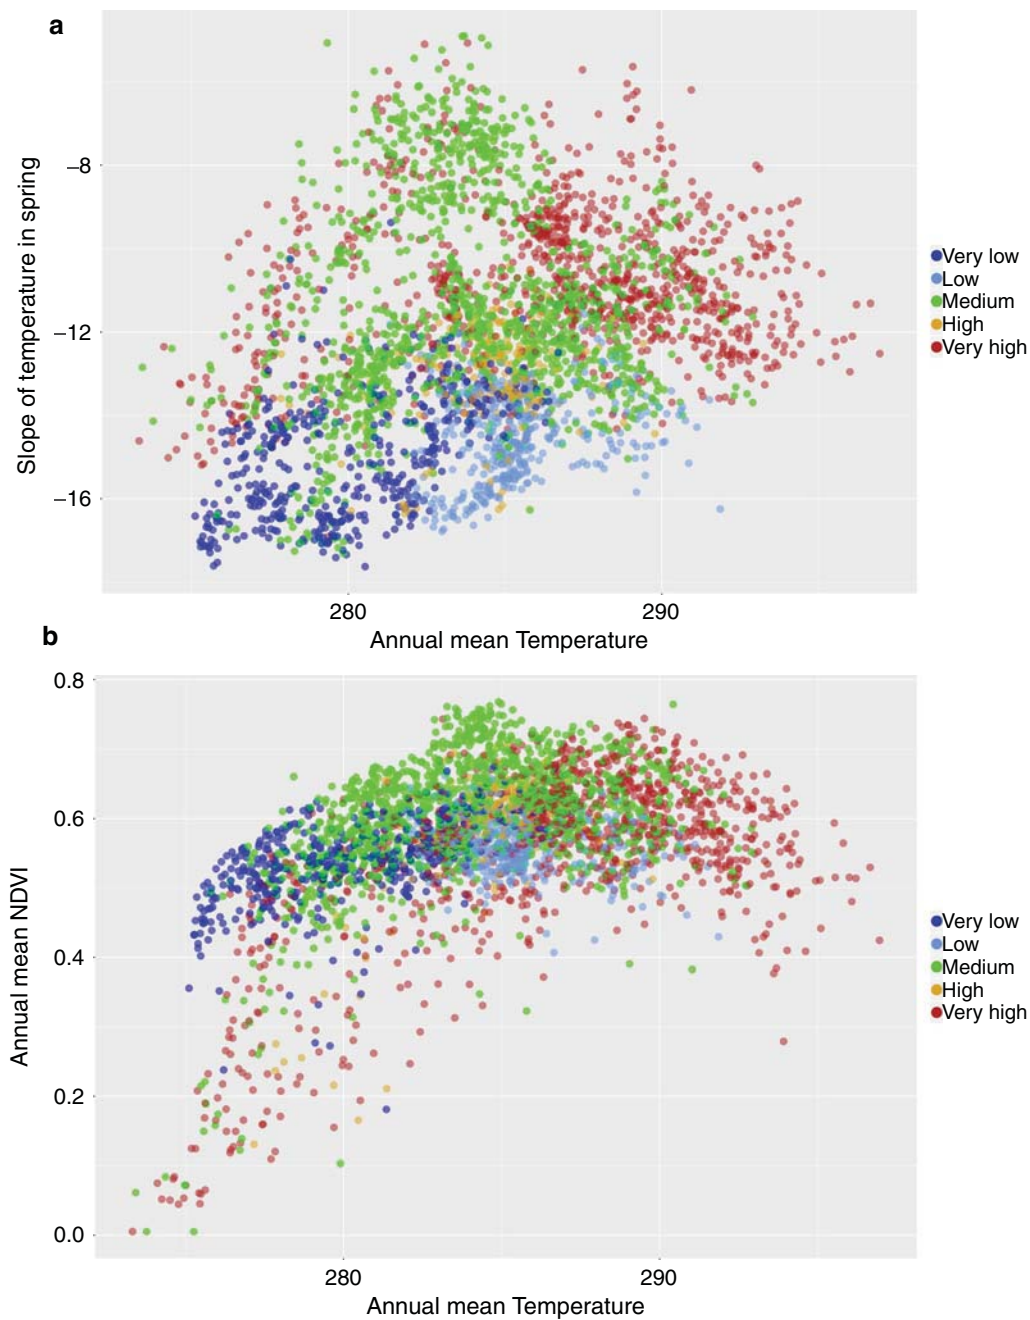 a
Slope of temperature in spring
−8
−12
−16
280
290
Annual mean Temperature
Very low
Low
Medium
High
Very high
b
Annual mean NDVI
0.8
0.6
0.4
0.2
0.0
280
290
Annual mean Temperature
Very low
Low
Medium
High
Very high